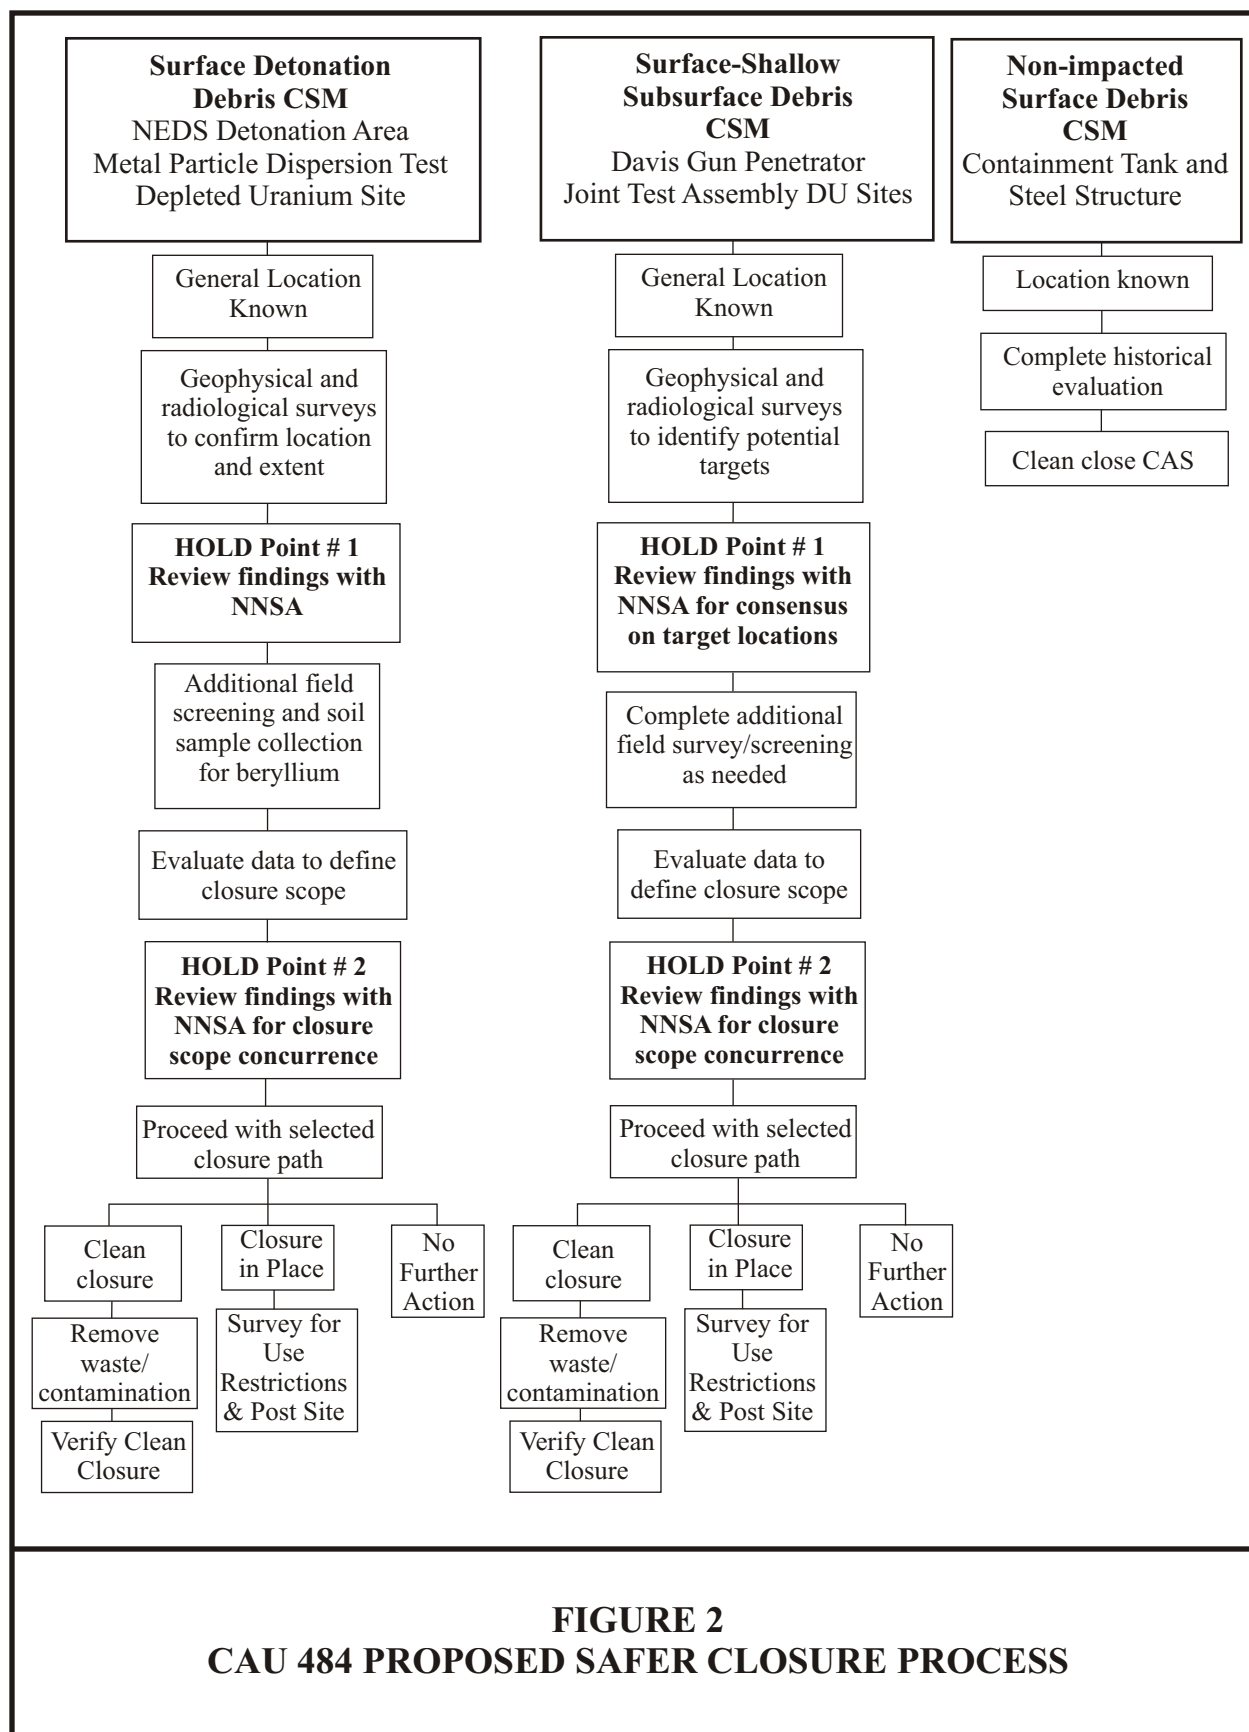 Surface Detonation
Debris CSM
NEDS Detonation Area
Metal Particle Dispersion Test
Depleted Uranium Site
General Location
Known
Geophysical and
radiological surveys
to confirm location
and extent
HOLD Point # 1
Review findings with
NNSA
Additional field
screening and soil
sample collection
for beryllium
Evaluate data to define
closure scope
HOLD Point # 2
Review findings with
NNSA for closure
scope concurrence
Proceed with selected
closure path
Clean
closure
Remove
waste/
contamination
Verify Clean
Closure
Closure
in Place
Survey for
Use
Restrictions
& Post Site
No
Further
Action
Surface-Shallow
Subsurface Debris
CSM
Davis Gun Penetrator
Joint Test Assembly DU Sites
General Location
Known
Geophysical and
radiological surveys
to identify potential
targets
HOLD Point # 1
Review findings with
NNSA for consensus
on target locations
Complete additional
field survey/screening
as needed
Evaluate data to
define closure scope
HOLD Point # 2
Review findings with
NNSA for closure
scope concurrence
Proceed with selected
closure path
Clean
closure
Remove
waste/
contamination
Verify Clean
Closure
Closure
in Place
Survey for
Use
Restrictions
& Post Site
No
Further
Action
Non-impacted
Surface Debris
CSM
Containment Tank and
Steel Structure
Location known
Complete historical
evaluation
Clean close CAS
FIGURE 2
CAU 484 PROPOSED SAFER CLOSURE PROCESS